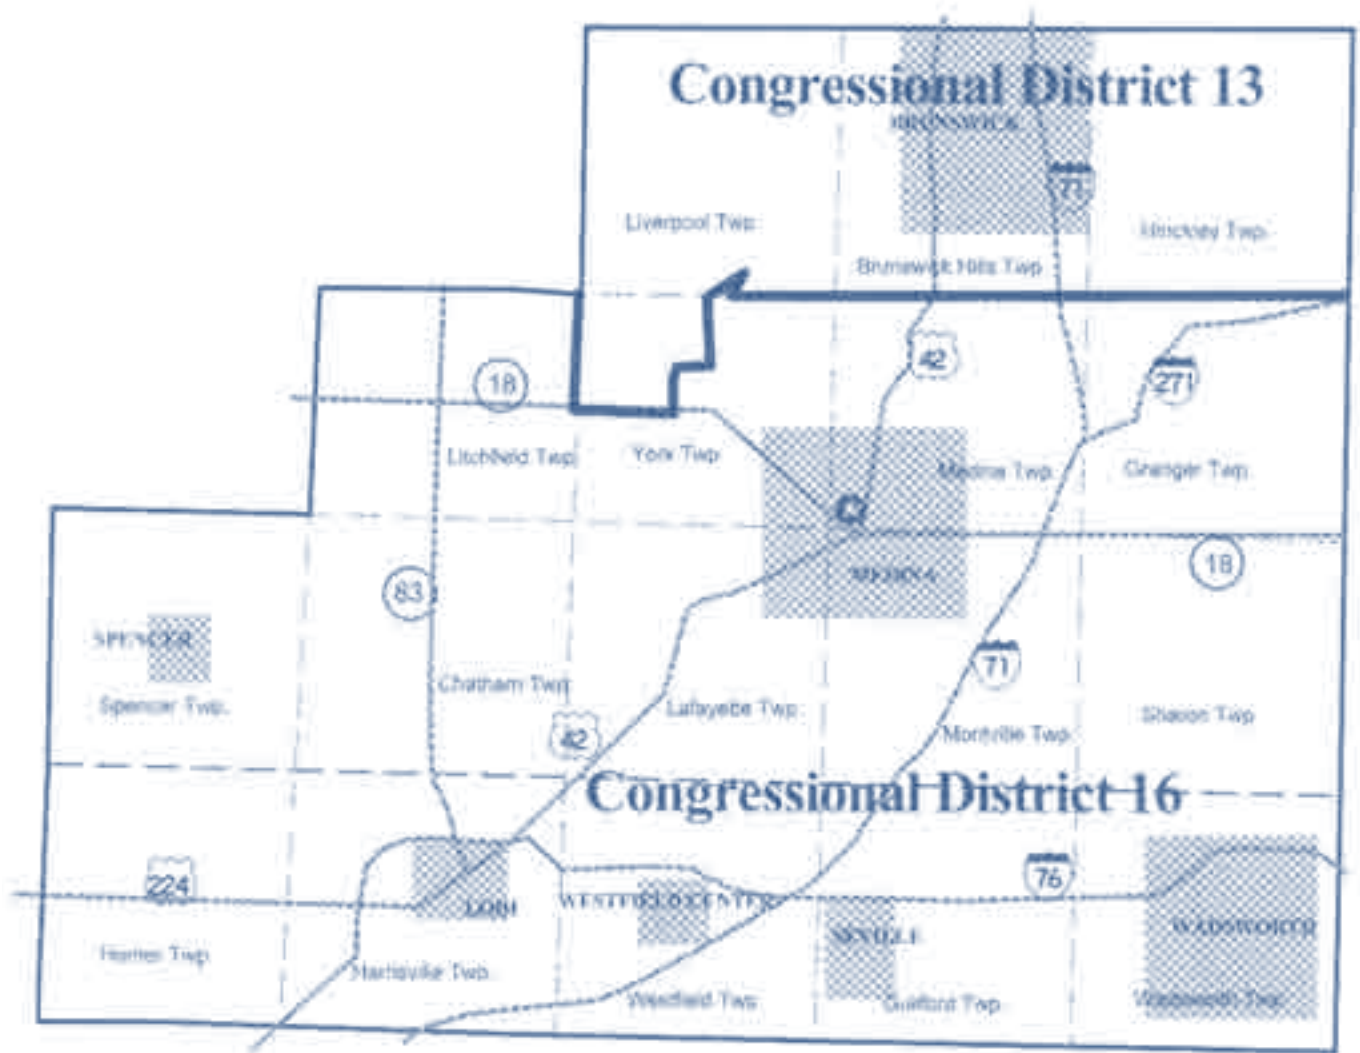 Congressional District 13
BRUNSWICK
71
Liverpool Twp.
Hinckley Twp.
Brunswick Hills Twp.
42
18
271
Litchfield Twp.
York Twp.
Medina Twp.
Granger Twp.
18
MEDINA
83
SPENCER
71
Chatham Twp.
Spencer Twp.
Lafayette Twp.
Sharon Twp.
42
Montville Twp.
Congressional District 16
224
76
LODI
WESTFIELD CENTER
SEVILLE
WADSWORTH
Homer Twp.
Harrisville Twp.
Westfield Twp.
Guilford Twp.
Wadsworth Twp.